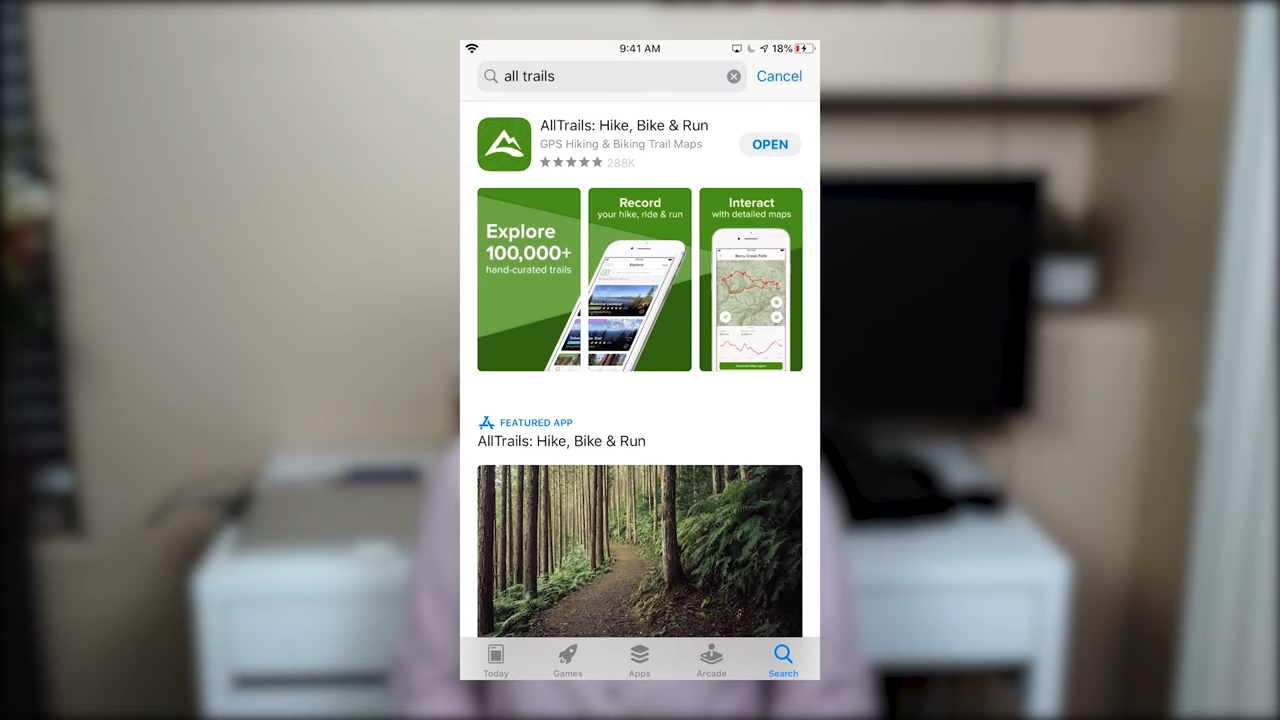 9:41 AM
18%
all trails
Cancel
AllTrails: Hike, Bike & Run
GPS Hiking & Biking Trail Maps
288K
OPEN
Explore
100,000+
hand-curated trails
Record
your hike, ride & run
Explore
Interact
with detailed maps
Berry Creek Falls
FEATURED APP
AllTrails: Hike, Bike & Run
Today
Games
Apps
Arcade
Search